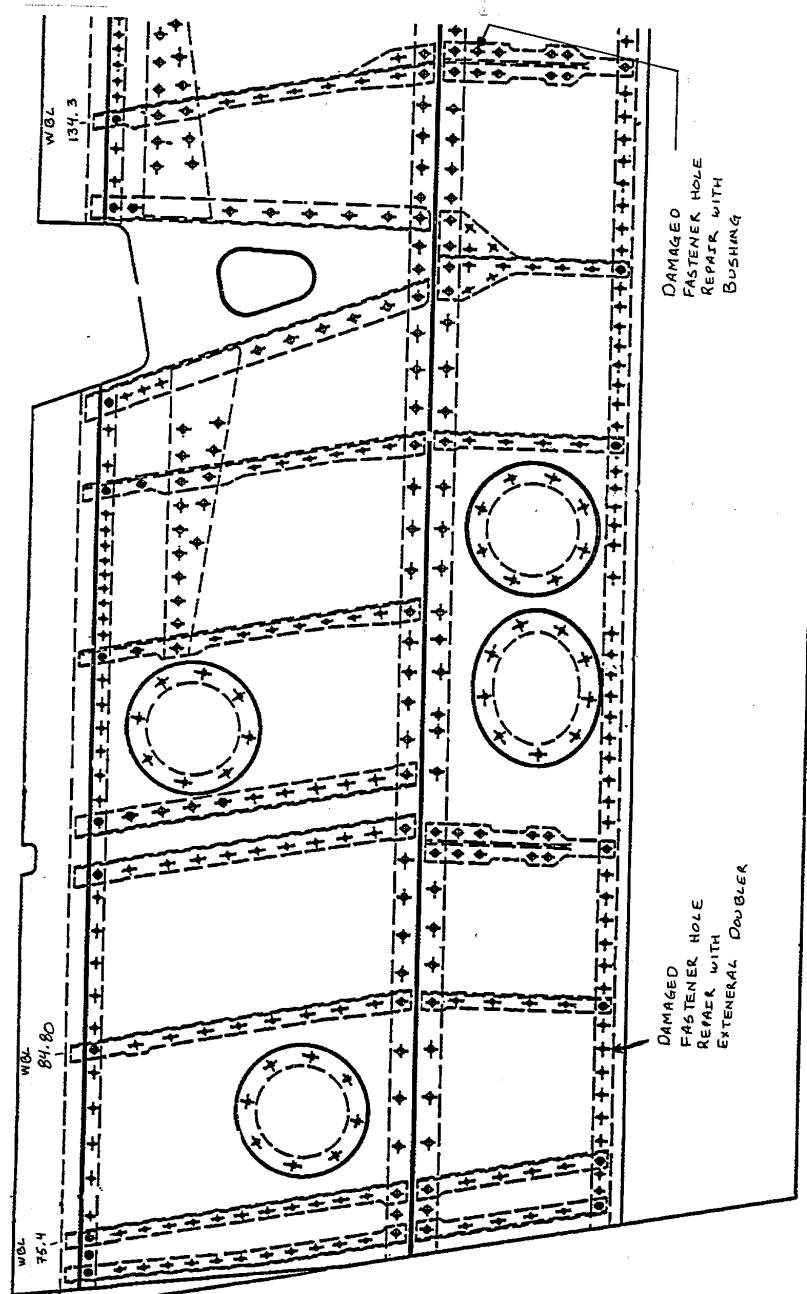 WBL
134.3
DAMAGED
FASTENER HOLE
REPAIR WITH
BUSHING
DAMAGED
FASTENER HOLE
REPAIR WITH
EXTENERAL DOUBLER
WBL
84.80
WBL
75.4